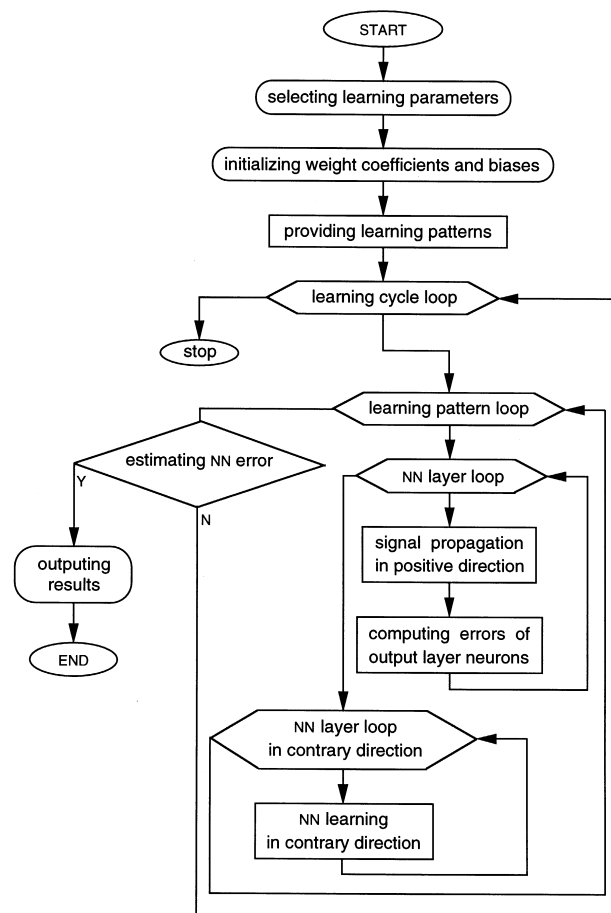 START
selecting learning parameters
initializing weight coefficients and biases
providing learning patterns
learning cycle loop
stop
learning pattern loop
estimating NN error
Y
N
NN layer loop
signal propagation
in positive direction
outputing
results
computing errors of
output layer neurons
END
NN layer loop
in contrary direction
NN learning
in contrary direction